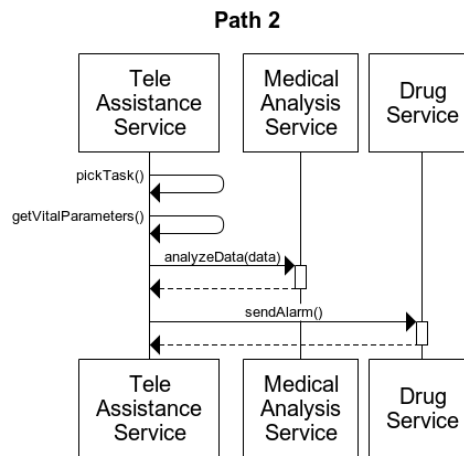 Path 2
Tele
Assistance
Service
Medical
Analysis
Service
Drug
Service
pickTask()
getVitalParameters()
analyzeData(data)
sendAlarm()
Tele
Assistance
Service
Medical
Analysis
Service
Drug
Service